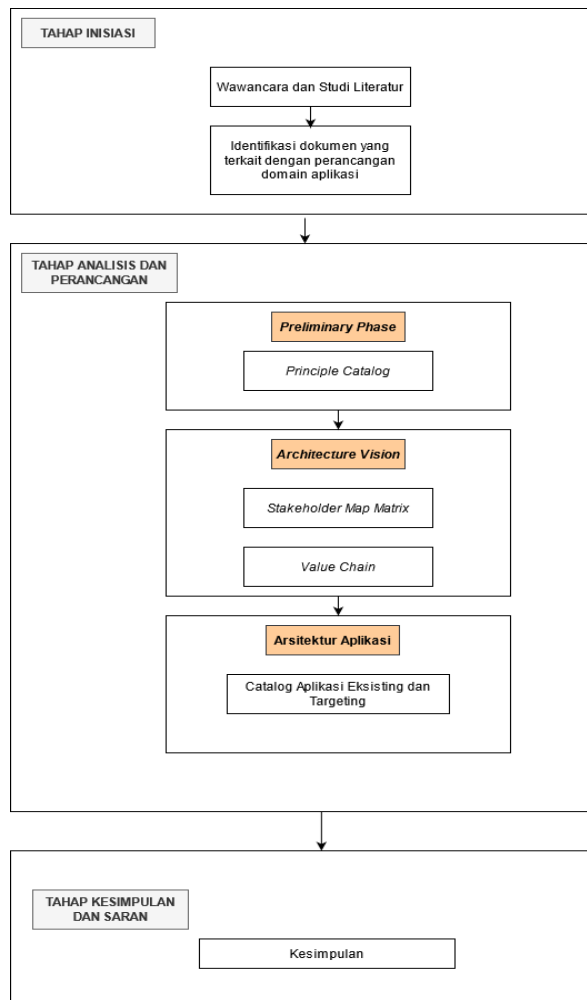 TAHAP INISIASI
Wawancara dan Studi Literatur
Identifikasi dokumen yang
terkait dengan perancangan
domain aplikasi
TAHAP ANALISIS DAN
PERANCANGAN
Preliminary Phase
Principle Catalog
Architecture Vision
Stakeholder Map Matrix
Value Chain
Arsitektur Aplikasi
Catalog Aplikasi Eksisting dan
Targeting
TAHAP KESIMPULAN
DAN SARAN
Kesimpulan